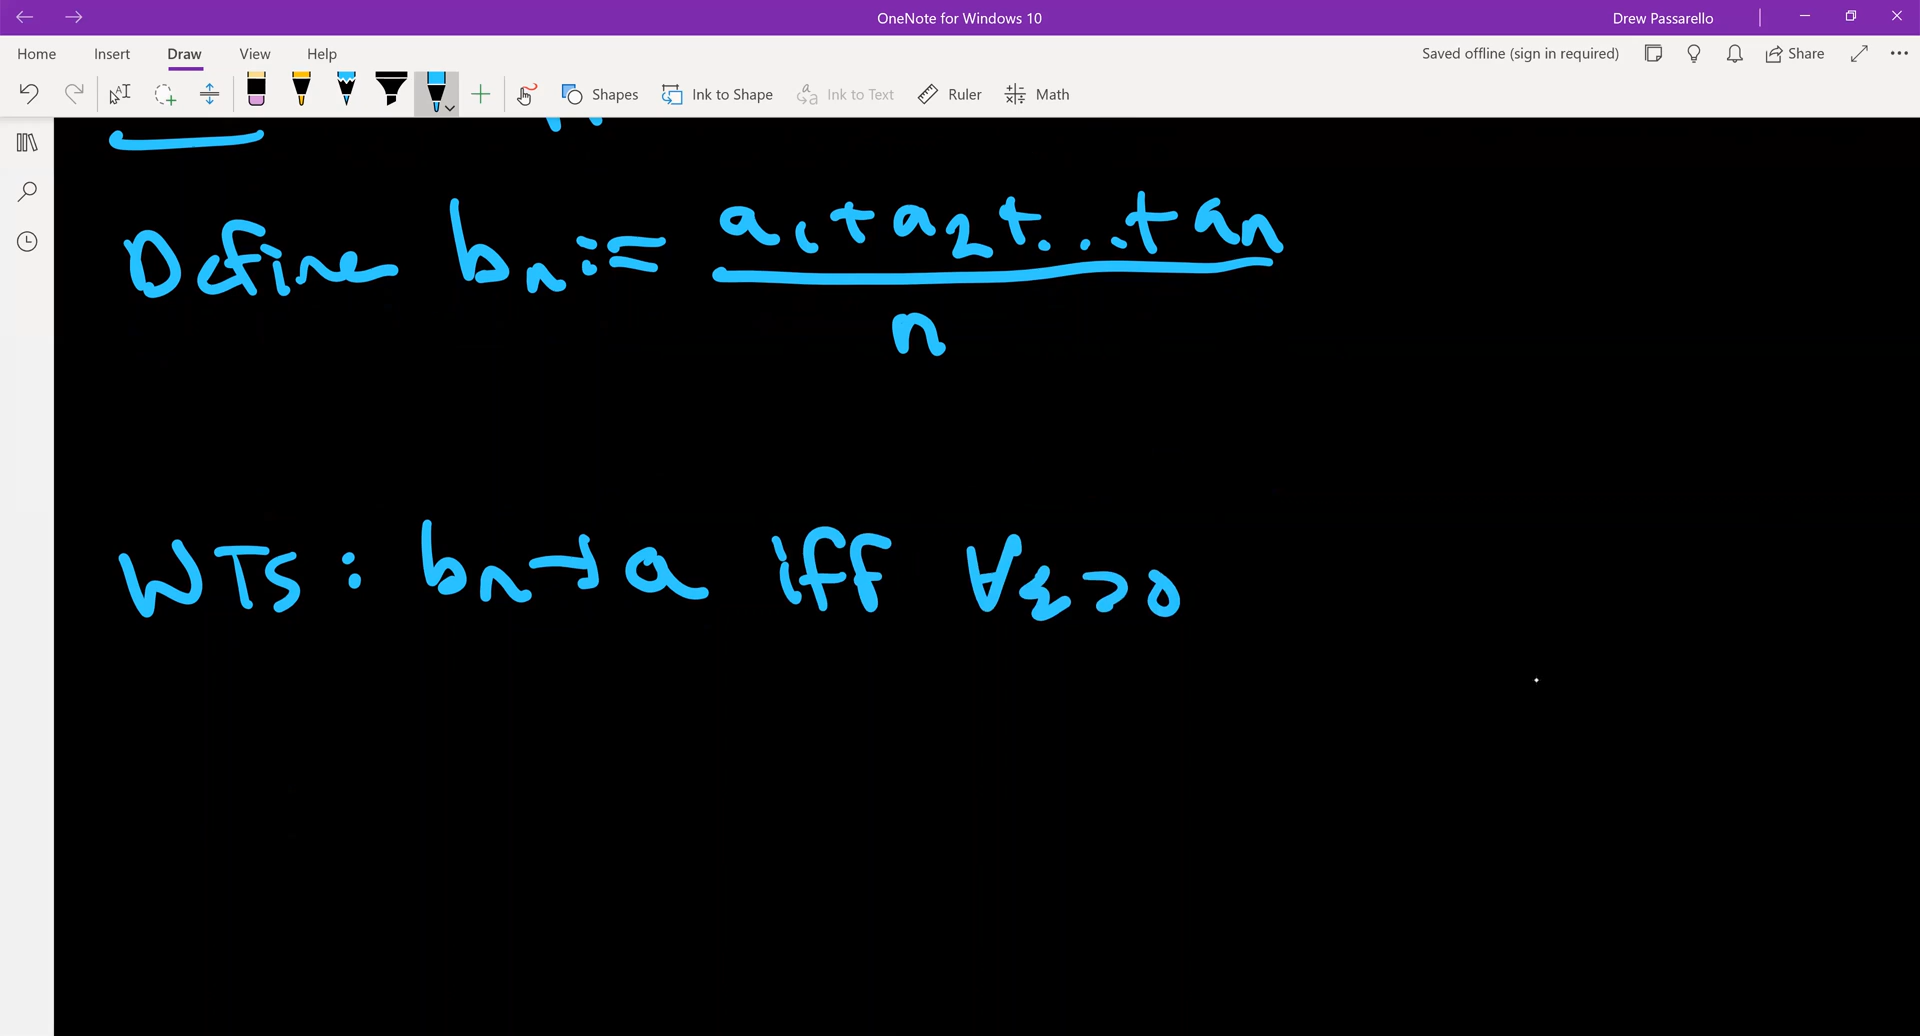 OneNote for Windows 10
Drew Passarello
Home Insert Draw View Help
Saved offline (sign in required) Share
Shapes Ink to Shape Ink to Text Ruler Math
Define bₙ := a₁ + a₂ + . . . + aₙ
n
WTS : bₙ → a iff ∀ε > 0